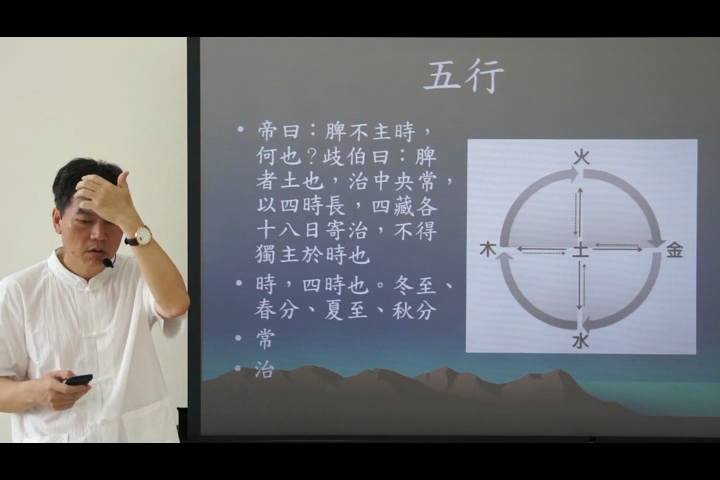 五行
• 帝曰：脾不主時，
何也？歧伯曰：脾
者土也，治中央常，
以四時長，四藏各
十八日寄治，不得
獨主於時也
• 時，四時也。冬至、
春分、夏至、秋分
• 常
• 治
火
木 土 金
水